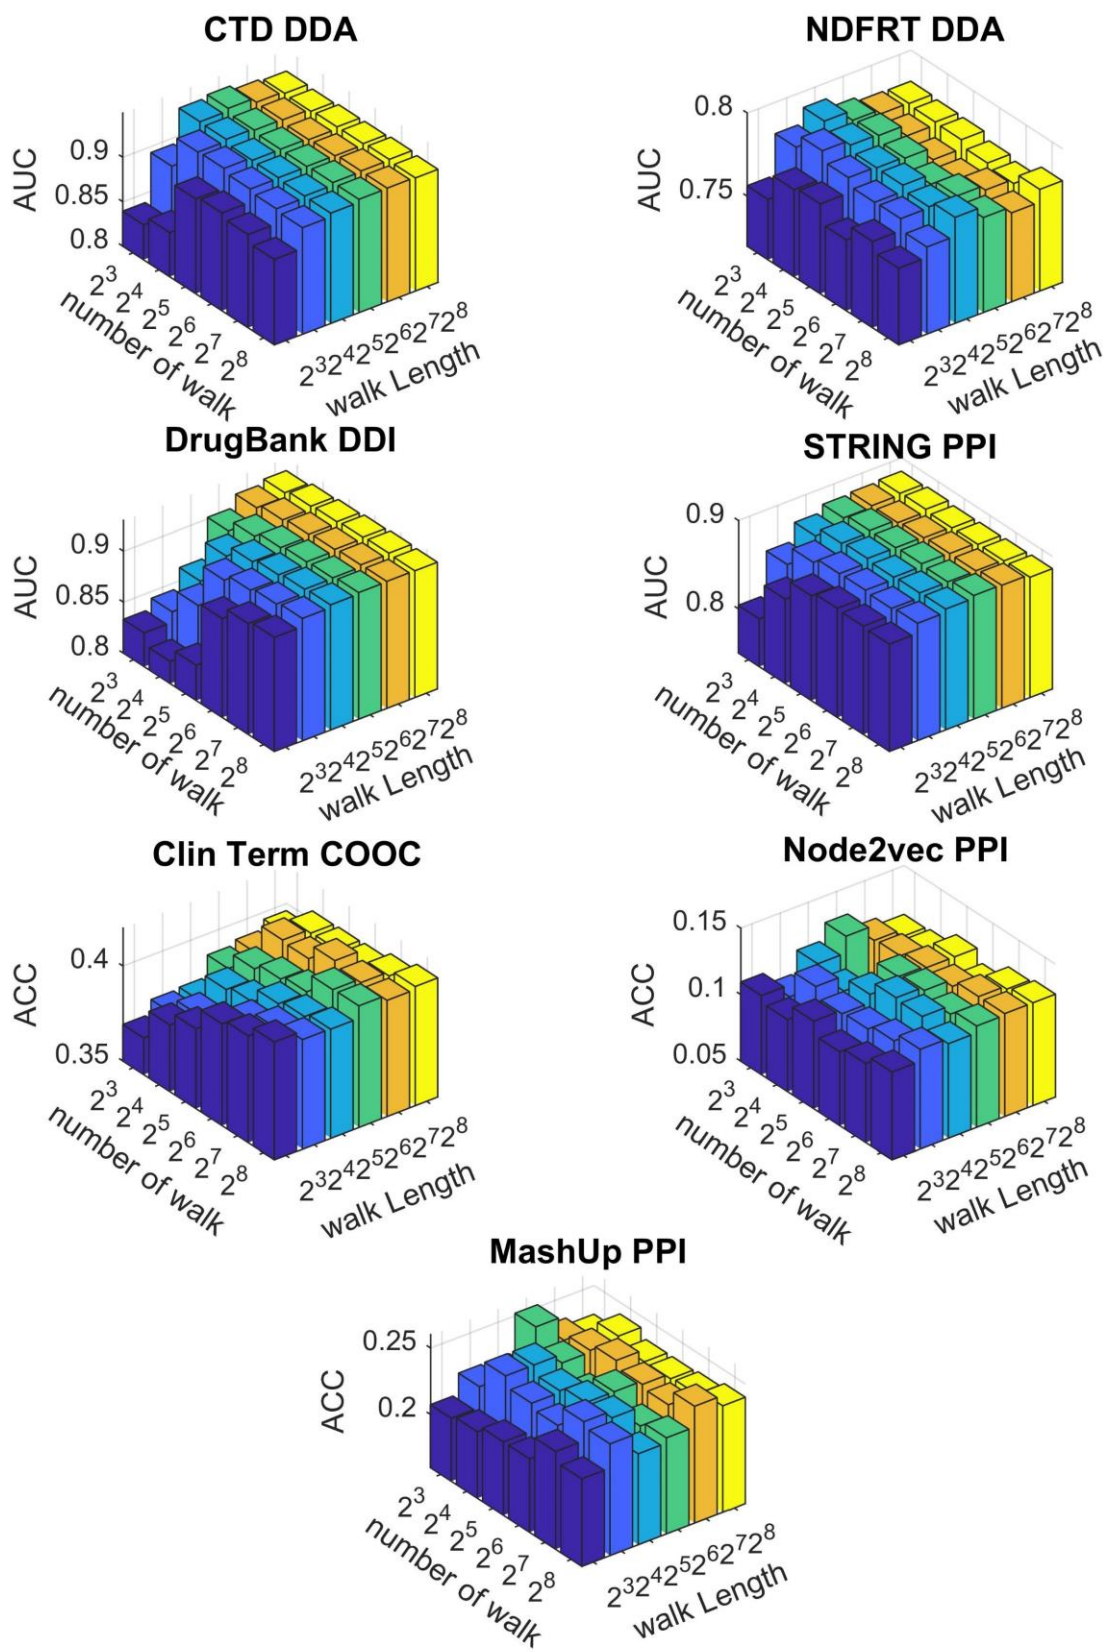 CTD DDA
AUC
0.9
0.85
0.8
2^3 2^4 2^5 2^6 2^7 2^8
number of walk
2^3 2^4 2^5 2^6 2^7 2^8
walk Length
NDFRT DDA
AUC
0.8
0.75
2^3 2^4 2^5 2^6 2^7 2^8
number of walk
2^3 2^4 2^5 2^6 2^7 2^8
walk Length
DrugBank DDI
AUC
0.9
0.85
0.8
2^3 2^4 2^5 2^6 2^7 2^8
number of walk
2^3 2^4 2^5 2^6 2^7 2^8
walk Length
STRING PPI
AUC
0.9
0.8
2^3 2^4 2^5 2^6 2^7 2^8
number of walk
2^3 2^4 2^5 2^6 2^7 2^8
walk Length
Clin Term COOC
ACC
0.4
0.35
2^3 2^4 2^5 2^6 2^7 2^8
number of walk
2^3 2^4 2^5 2^6 2^7 2^8
walk Length
Node2vec PPI
ACC
0.15
0.1
0.05
2^3 2^4 2^5 2^6 2^7 2^8
number of walk
2^3 2^4 2^5 2^6 2^7 2^8
walk Length
MashUp PPI
ACC
0.25
0.2
2^3 2^4 2^5 2^6 2^7 2^8
number of walk
2^3 2^4 2^5 2^6 2^7 2^8
walk Length